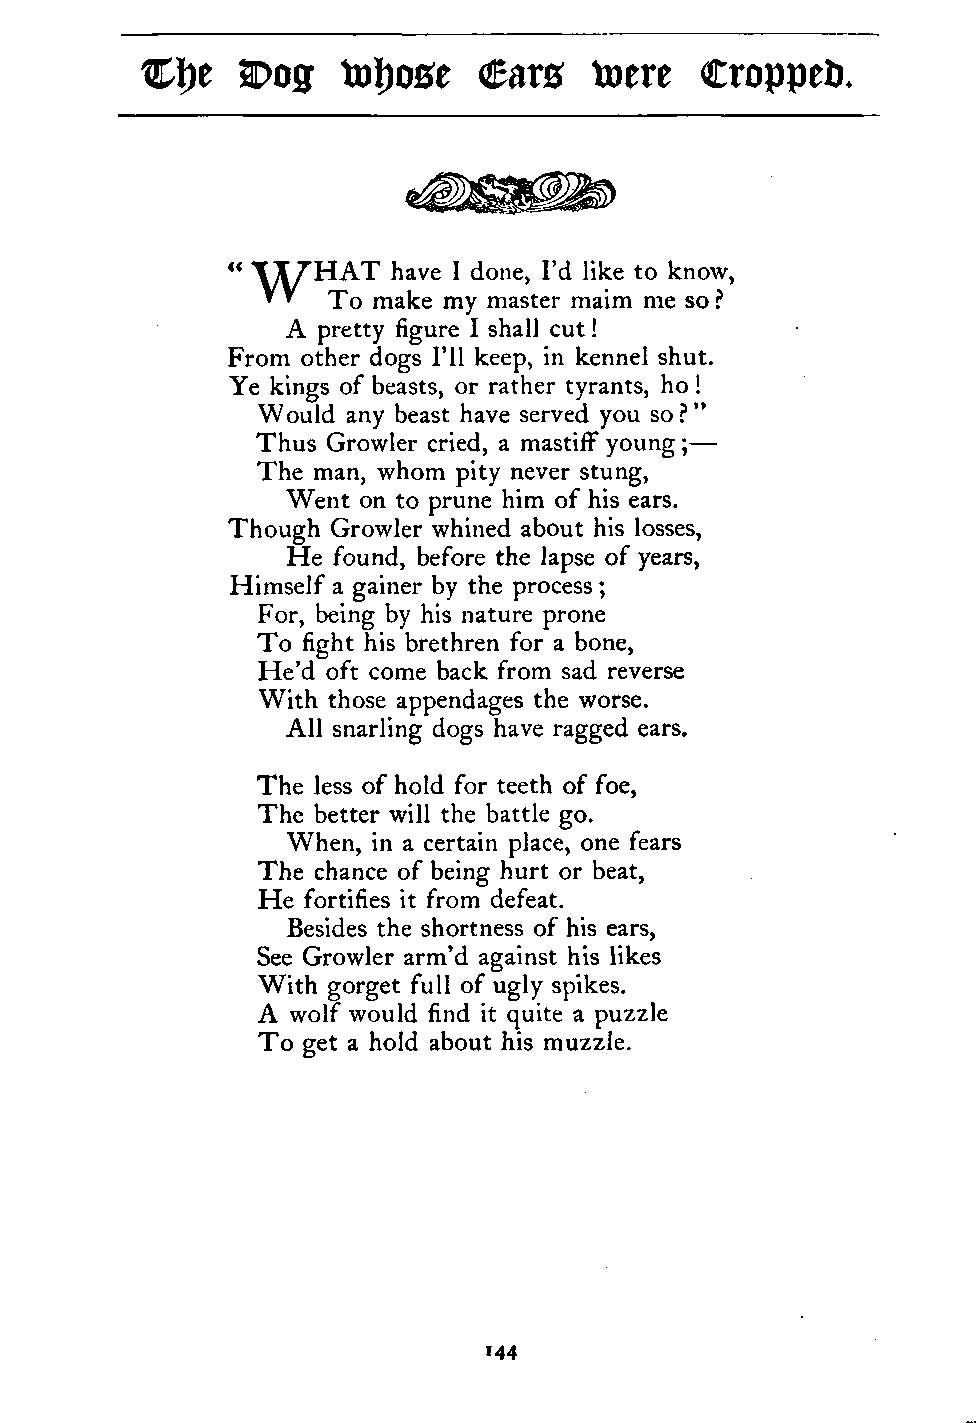 The Dog whose Ears were Cropped.
“WHAT have I done, I’d like to know,
To make my master maim me so?
A pretty figure I shall cut!
From other dogs I’ll keep, in kennel shut.
Ye kings of beasts, or rather tyrants, ho!
Would any beast have served you so?”
Thus Growler cried, a mastiff young;—
The man, whom pity never stung,
Went on to prune him of his ears.
Though Growler whined about his losses,
He found, before the lapse of years,
Himself a gainer by the process;
For, being by his nature prone
To fight his brethren for a bone,
He’d oft come back from sad reverse
With those appendages the worse.
All snarling dogs have ragged ears.
The less of hold for teeth of foe,
The better will the battle go.
When, in a certain place, one fears
The chance of being hurt or beat,
He fortifies it from defeat.
Besides the shortness of his ears,
See Growler arm’d against his likes
With gorget full of ugly spikes.
A wolf would find it quite a puzzle
To get a hold about his muzzle.
144